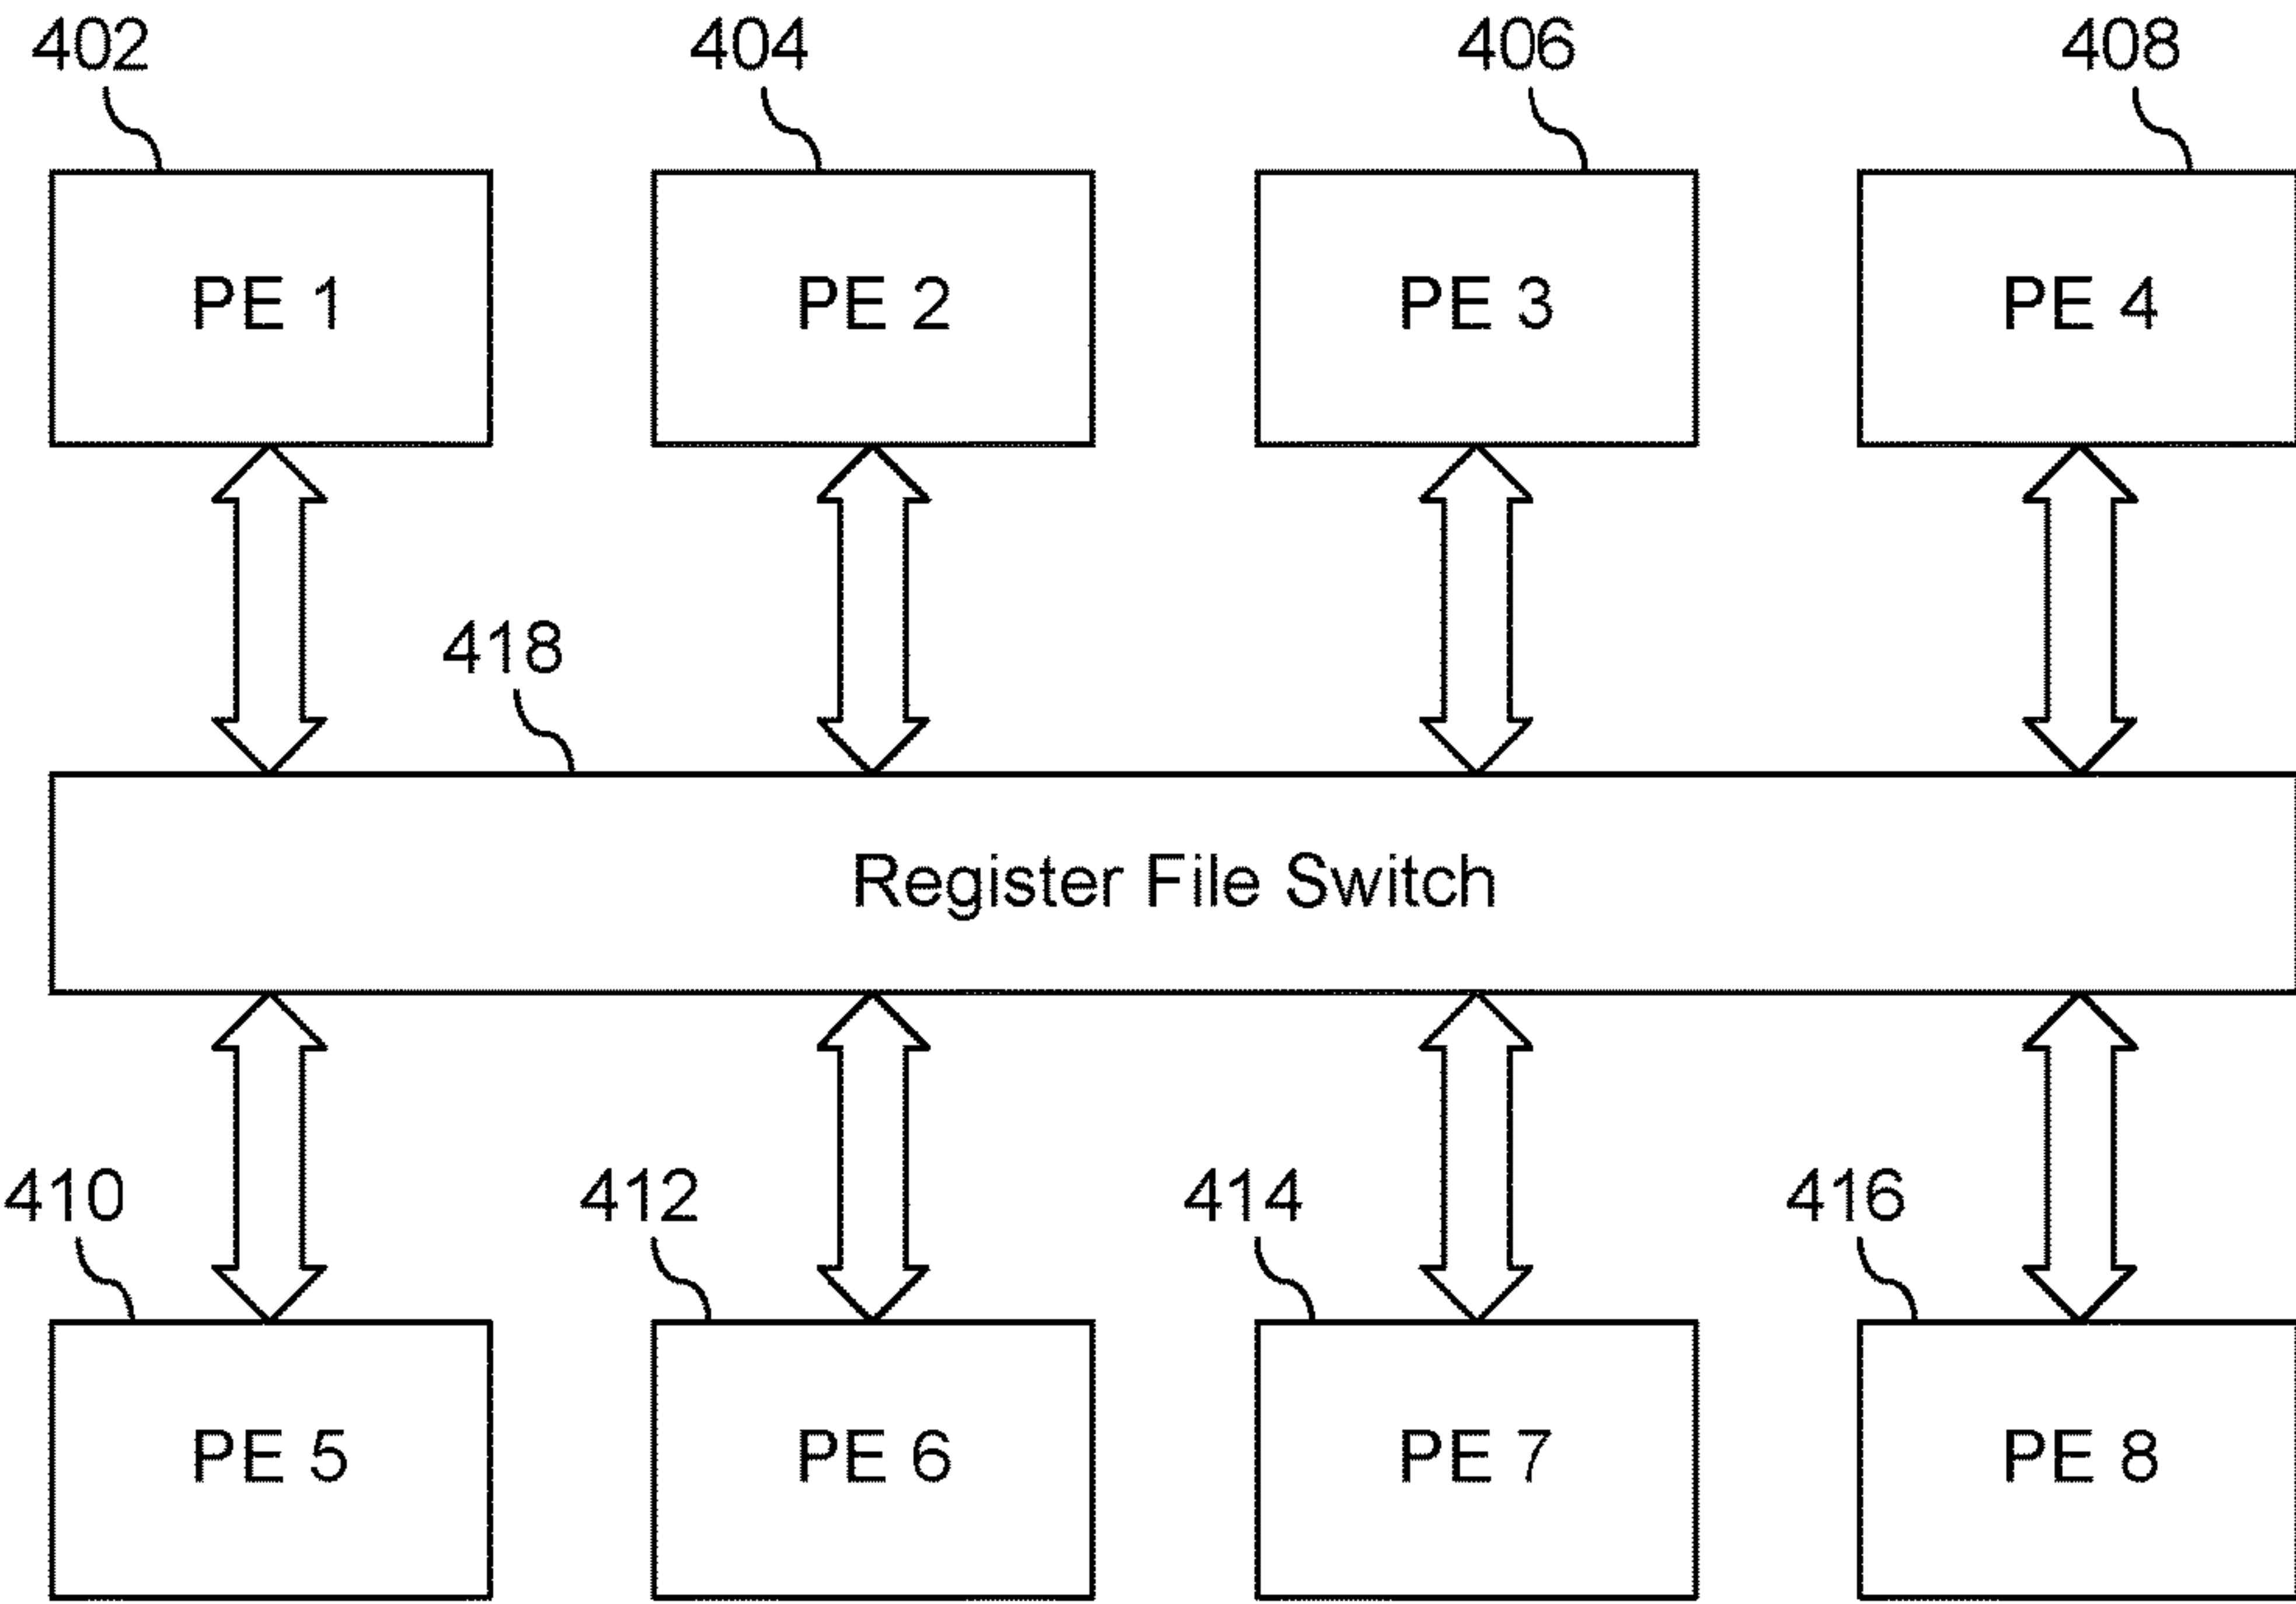 402 404 406 408
PE 1 PE 2 PE 3 PE 4
418
Register File Switch
410 412 414 416
PE 5 PE 6 PE 7 PE 8